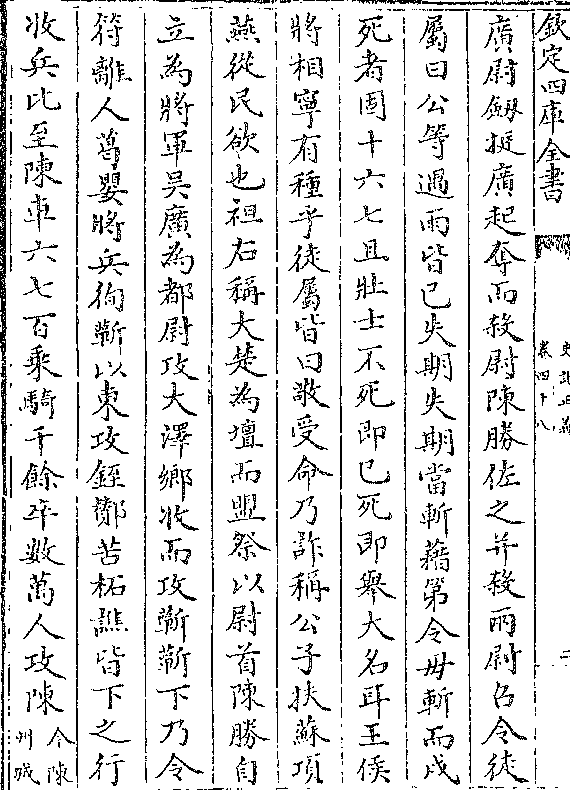 欽定四庫全書
史記正義
卷四十八
二
廣尉劔挺廣起奪而殺尉陳勝佐之并殺兩尉召令徒
屬曰公等遇雨皆已失期失期當斬藉第令毋斬而戍
死者固十六七且壯士不死即已死即舉大名耳王侯
將相寧有種乎徒屬皆曰敬受命乃詐稱公子扶蘇項
燕從民欲也袒右稱大楚為壇而盟祭以尉首陳勝自
立為將軍吳廣為都尉攻大澤鄉收而攻蘄蘄下乃令
符離人葛嬰將兵徇蘄以東攻銍酇苦柘譙皆下之行
收兵比至陳車六七百乘騎千餘卒數萬人攻陳
今陳
州城